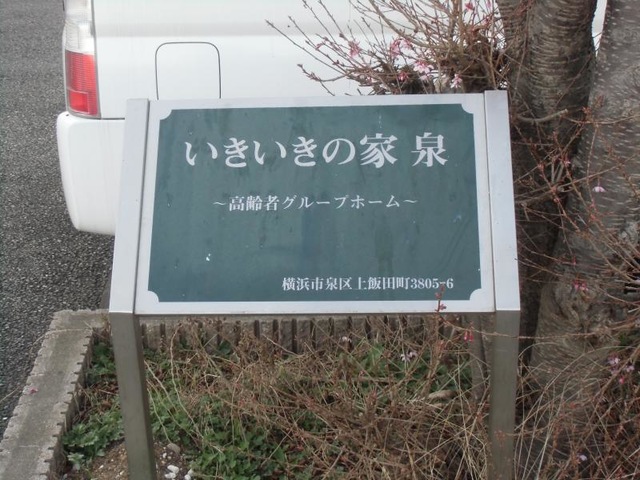 いきいきの家 泉
～高齢者グループホーム～
横浜市泉区上飯田町3805-6